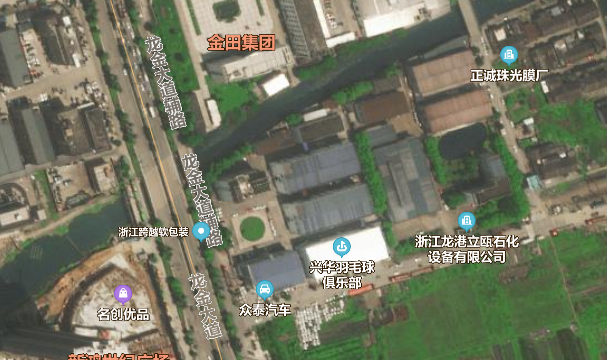 金田集团
龙金大道辅路
正诚珠光膜厂
龙金大道辅路
浙江跨越软包装
浙江龙港立瓯石化
设备有限公司
兴华羽毛球
俱乐部
龙金大道
名创优品
众泰汽车